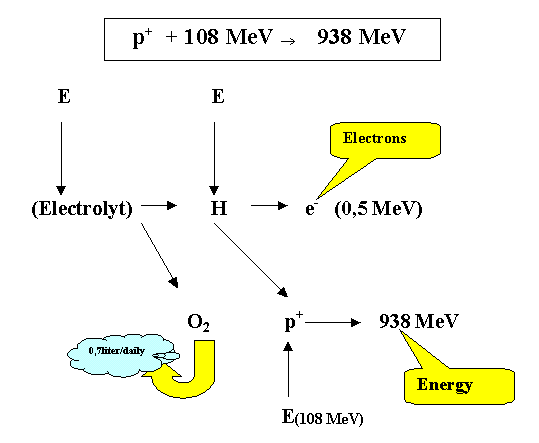 p⁺ + 108 MeV → 938 MeV
E E
Electrons
(Electrolyt) → H → e⁻ (0,5 MeV)
O₂ p⁺ → 938 MeV
0,7liter/daily
Energy
E(108 MeV)